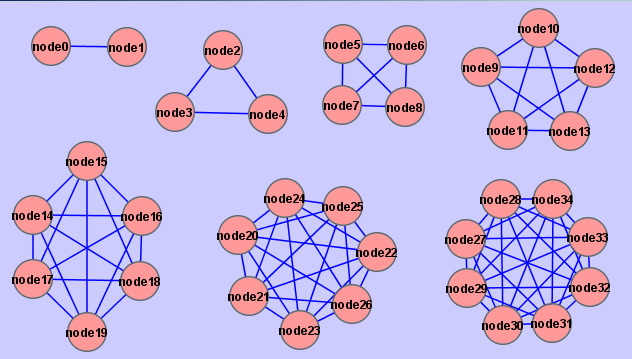 node0
node1
node2
node3
node4
node5
node6
node7
node8
node10
node9
node12
node11
node13
node15
node14
node16
node17
node18
node19
node24
node25
node20
node22
node21
node26
node23
node28
node34
node27
node33
node29
node32
node30
node31